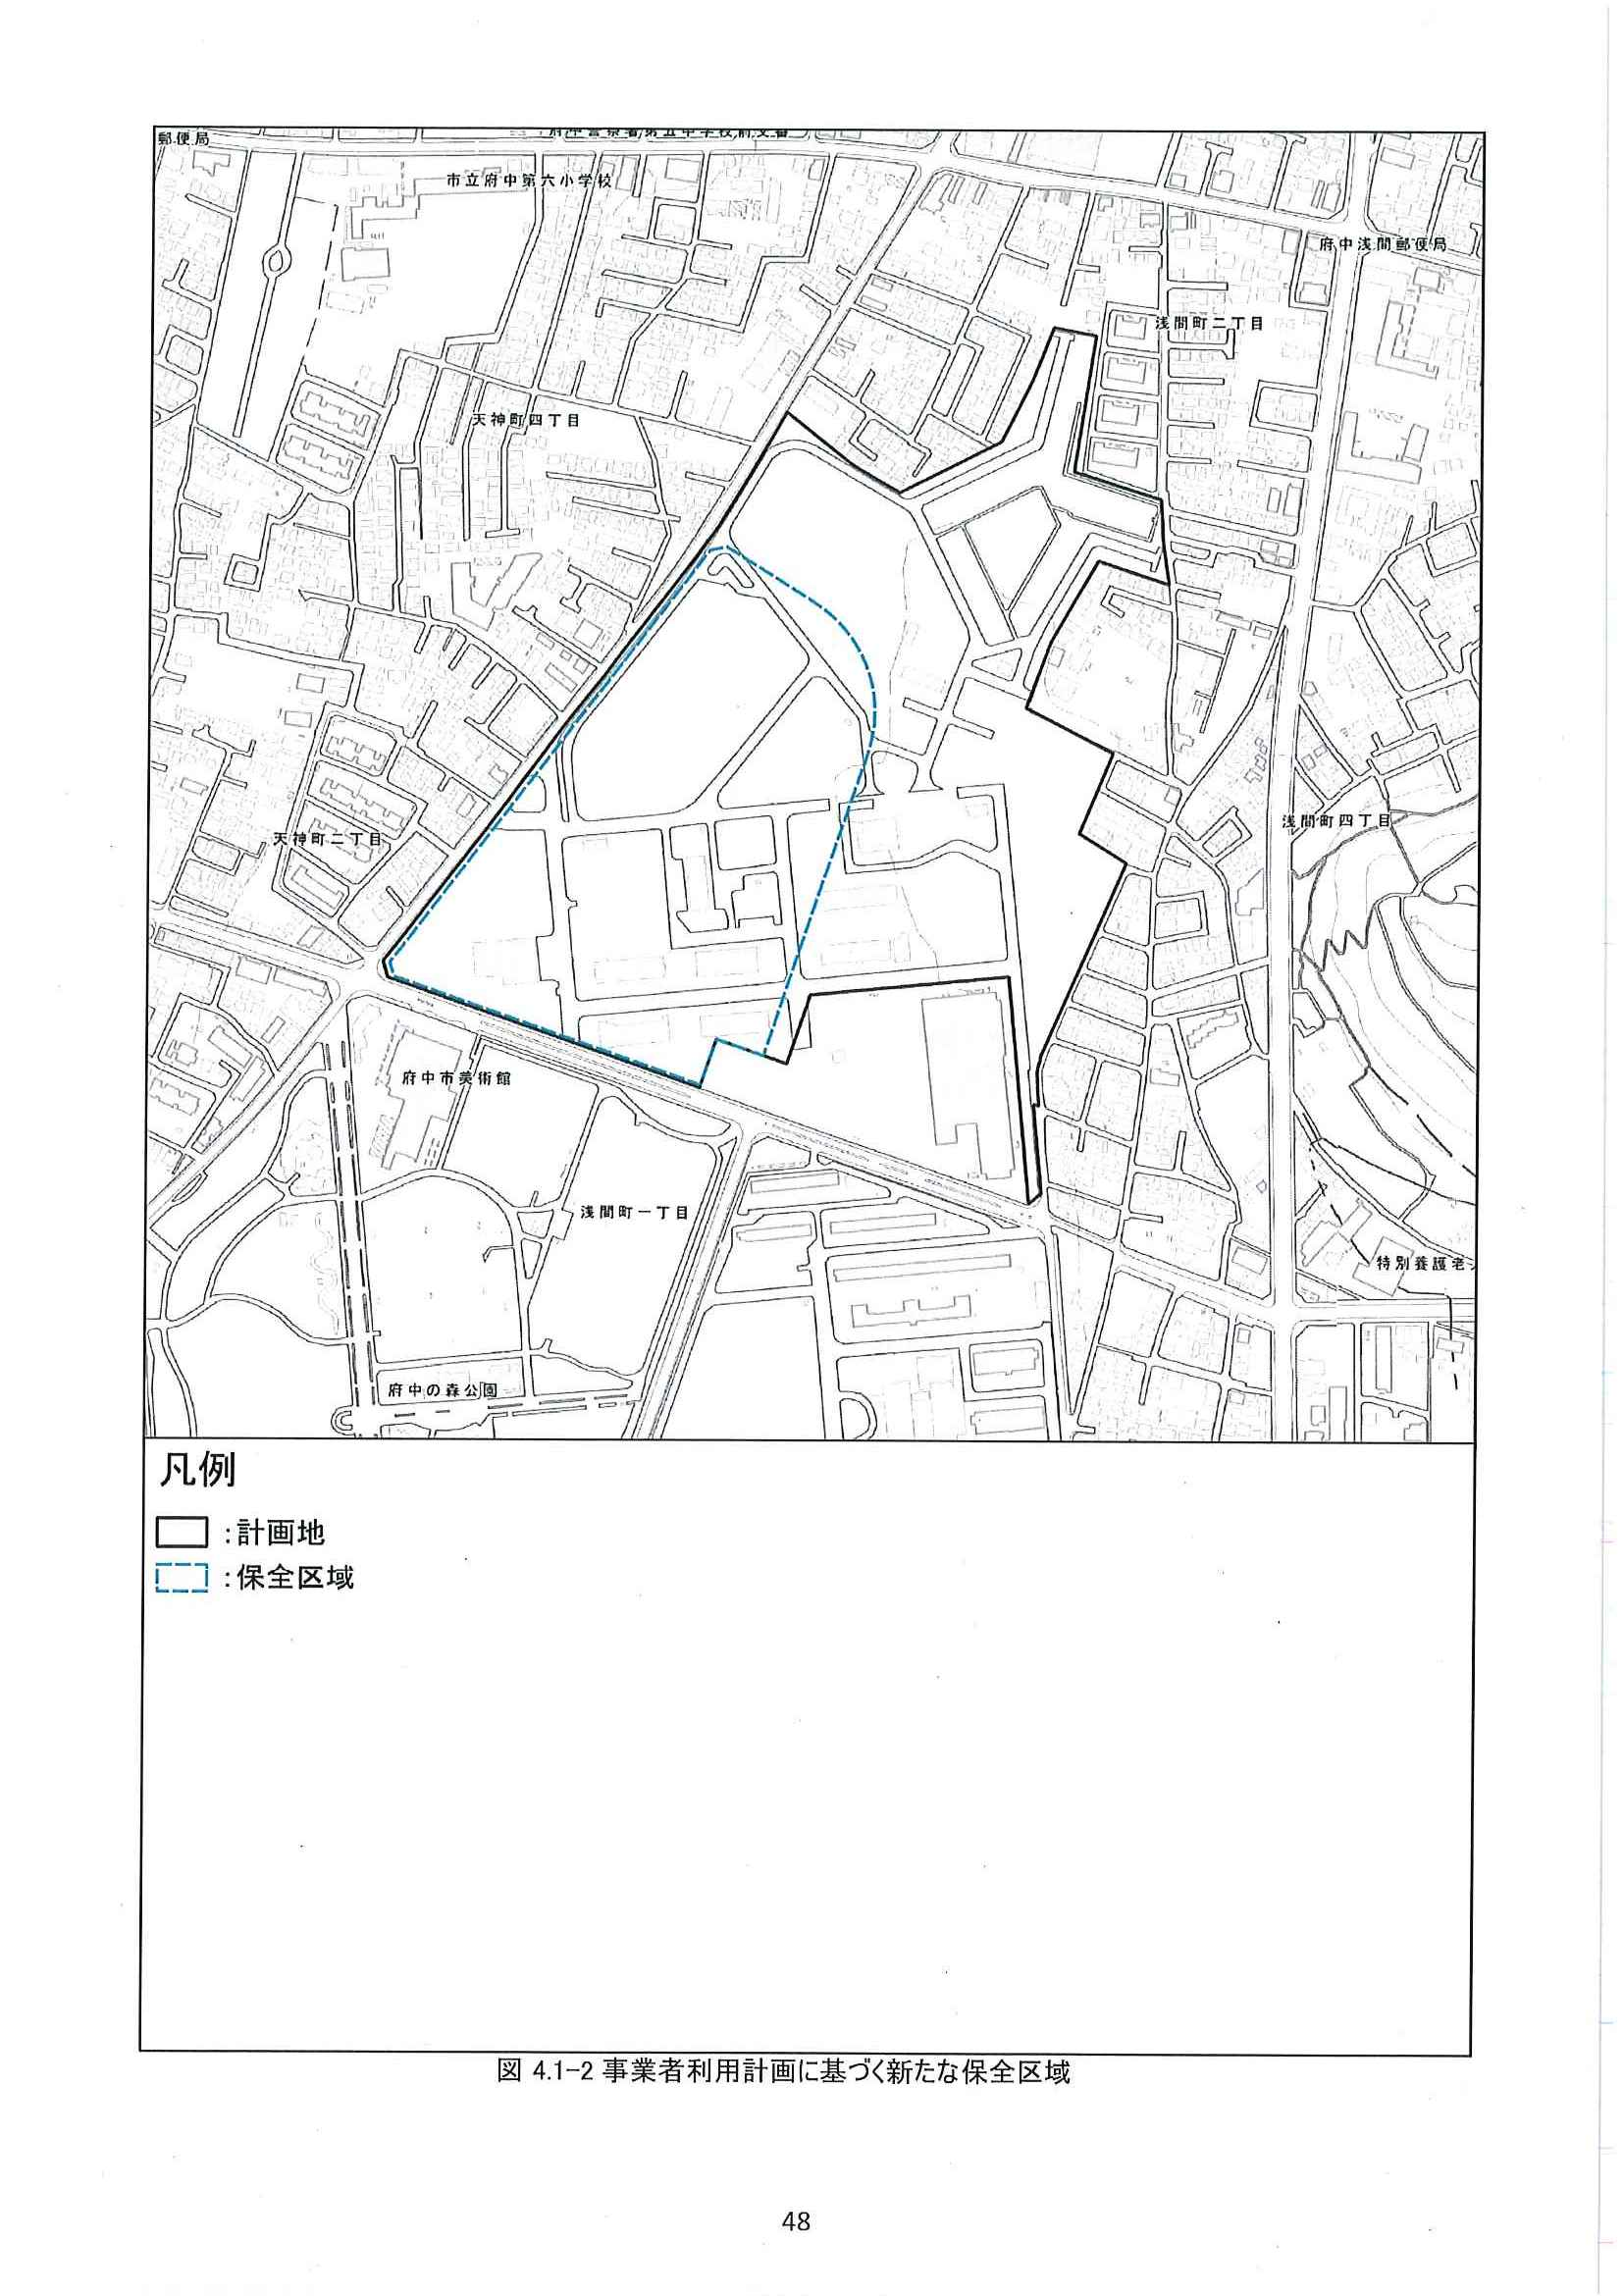 郵便局
府中警察署第五中学校前交番
市立府中第六小学校
府中浅間郵便局
浅間町二丁目
天神町四丁目
浅間町四丁目
天神町二丁目
府中市美術館
浅間町一丁目
特別養護老
府中の森公園
凡例
:計画地
:保全区域
図 4.1-2 事業者利用計画に基づく新たな保全区域
48